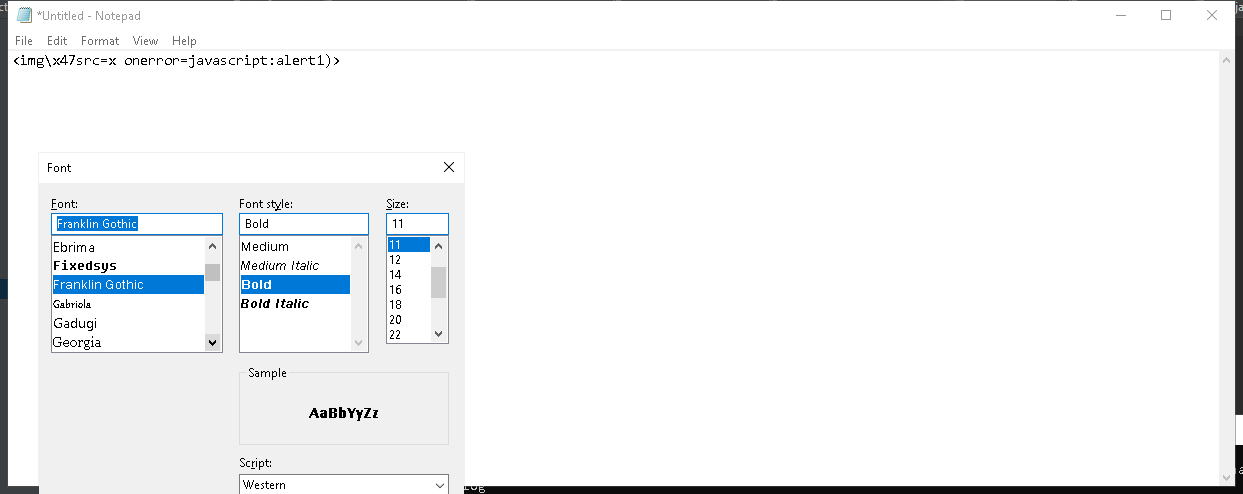 *Untitled - Notepad
File Edit Format View Help
<img\x47src=x onerror=javascript:alert1)>
Font
Font: Font style: Size:
Franklin Gothic Bold 11
Ebrima Medium 11
Fixedsys Medium Italic 12
Franklin Gothic Bold 14
Gabriola Bold Italic 16
Gadugi 18
Georgia 20
22
Sample
AaBbYyZz
Script:
Western